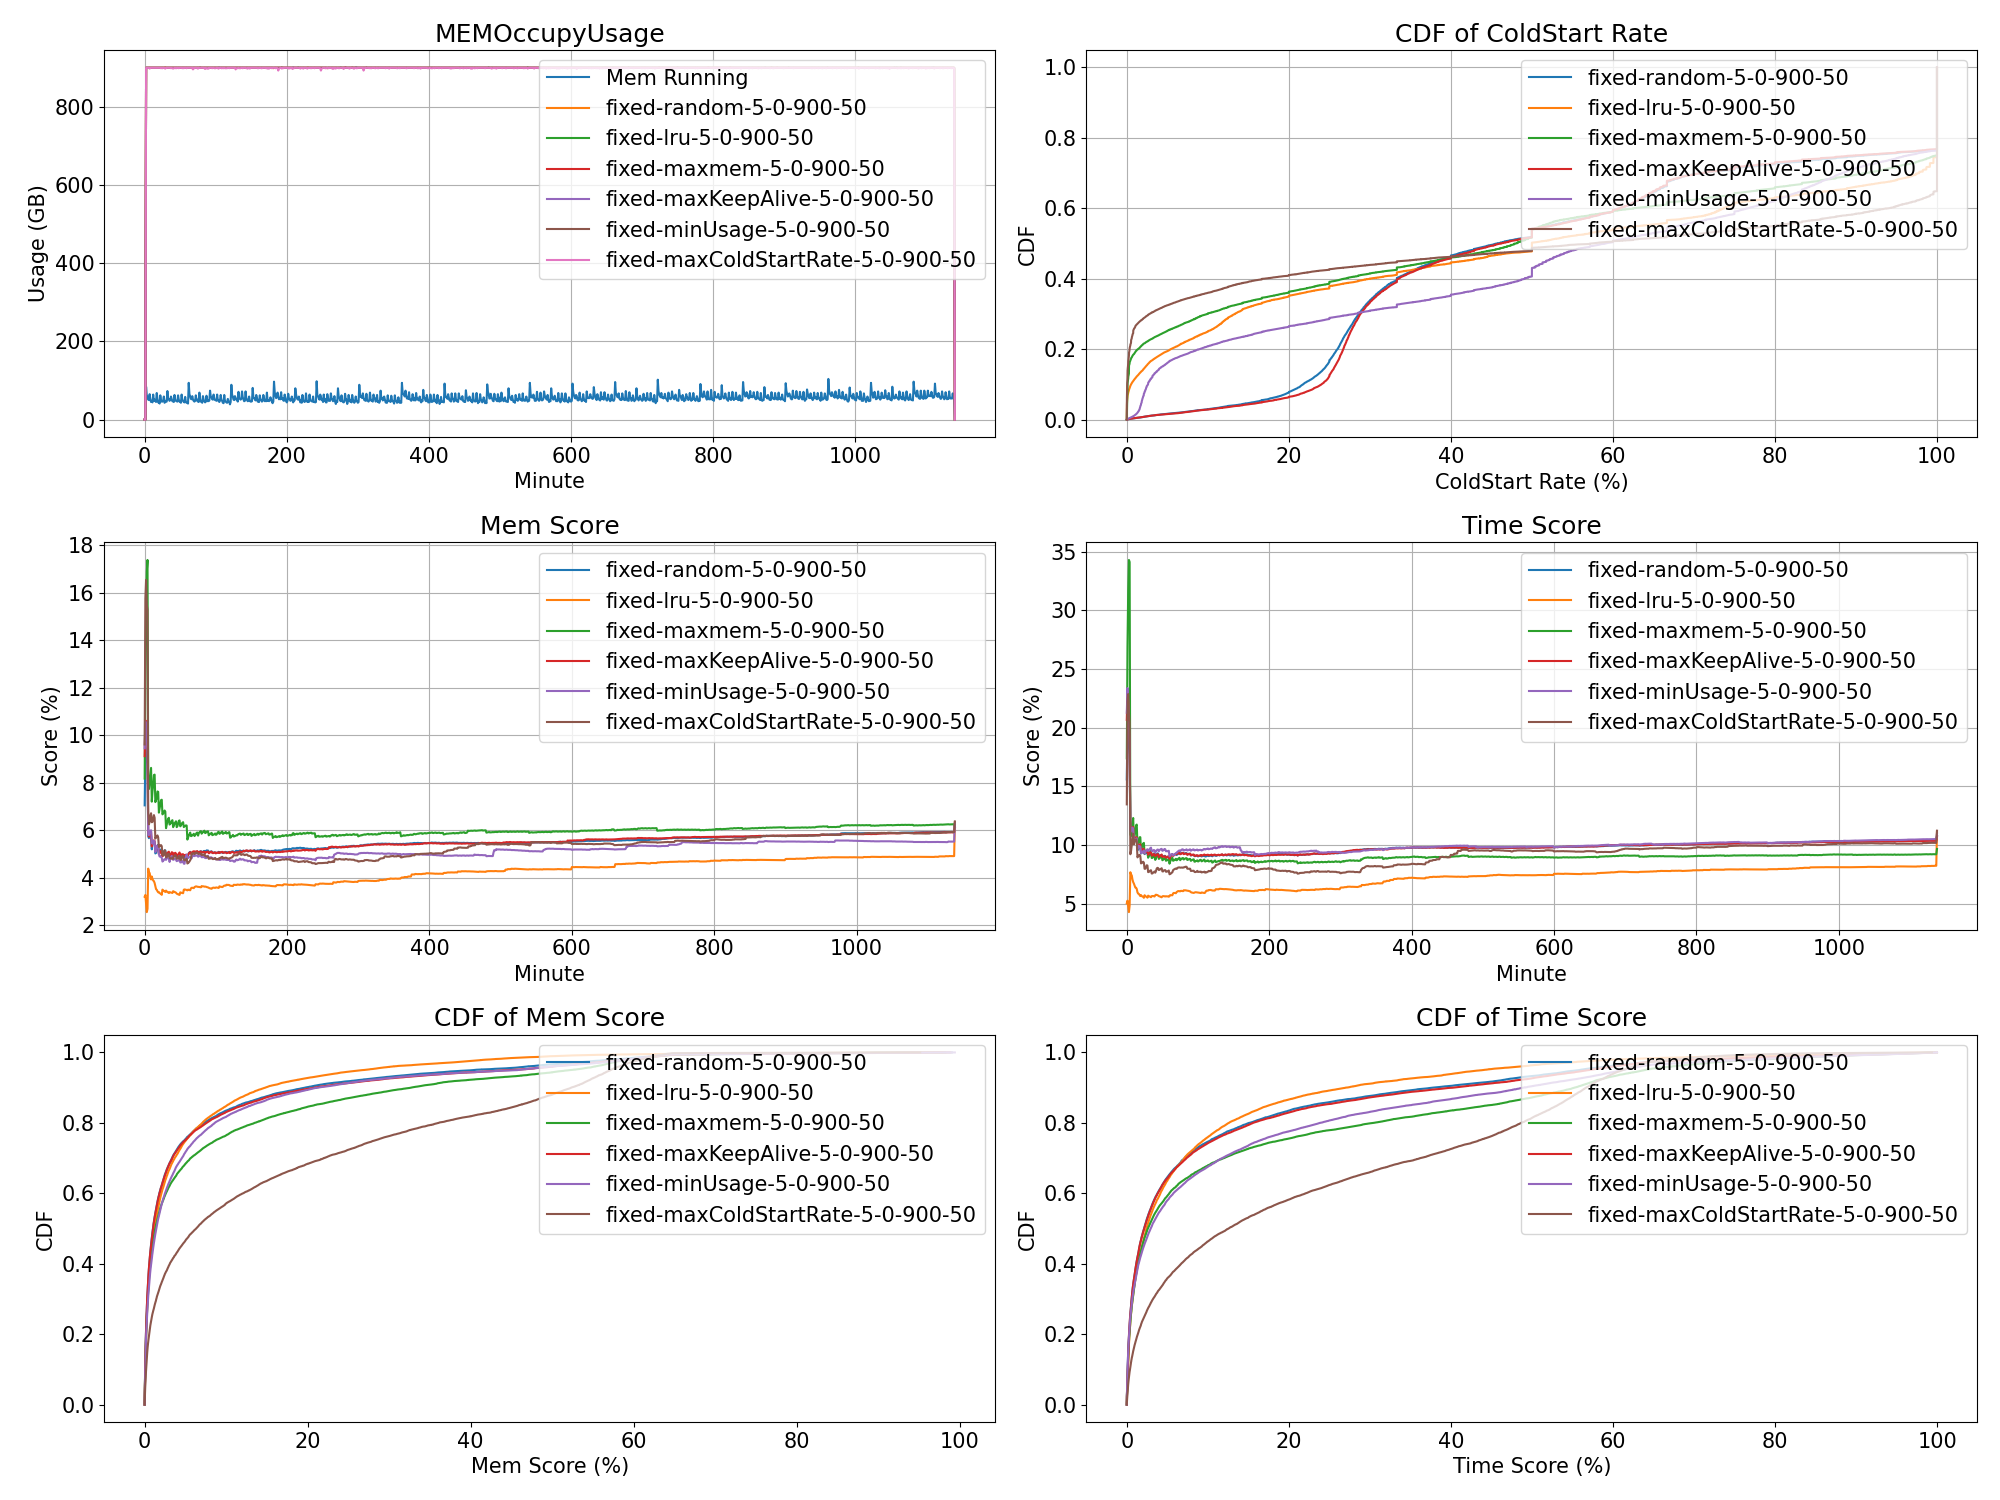 MEMOccupyUsage
Usage (GB)
800
600
400
200
0
0 200 400 600 800 1000
Minute
Mem Running
fixed-random-5-0-900-50
fixed-lru-5-0-900-50
fixed-maxmem-5-0-900-50
fixed-maxKeepAlive-5-0-900-50
fixed-minUsage-5-0-900-50
fixed-maxColdStartRate-5-0-900-50
CDF of ColdStart Rate
CDF
1.0
0.8
0.6
0.4
0.2
0.0
0 20 40 60 80 100
ColdStart Rate (%)
fixed-random-5-0-900-50
fixed-lru-5-0-900-50
fixed-maxmem-5-0-900-50
fixed-maxKeepAlive-5-0-900-50
fixed-minUsage-5-0-900-50
fixed-maxColdStartRate-5-0-900-50
Mem Score
Score (%)
18
16
14
12
10
8
6
4
2
0 200 400 600 800 1000
Minute
fixed-random-5-0-900-50
fixed-lru-5-0-900-50
fixed-maxmem-5-0-900-50
fixed-maxKeepAlive-5-0-900-50
fixed-minUsage-5-0-900-50
fixed-maxColdStartRate-5-0-900-50
Time Score
Score (%)
35
30
25
20
15
10
5
0 200 400 600 800 1000
Minute
fixed-random-5-0-900-50
fixed-lru-5-0-900-50
fixed-maxmem-5-0-900-50
fixed-maxKeepAlive-5-0-900-50
fixed-minUsage-5-0-900-50
fixed-maxColdStartRate-5-0-900-50
CDF of Mem Score
CDF
1.0
0.8
0.6
0.4
0.2
0.0
0 20 40 60 80 100
Mem Score (%)
fixed-random-5-0-900-50
fixed-lru-5-0-900-50
fixed-maxmem-5-0-900-50
fixed-maxKeepAlive-5-0-900-50
fixed-minUsage-5-0-900-50
fixed-maxColdStartRate-5-0-900-50
CDF of Time Score
CDF
1.0
0.8
0.6
0.4
0.2
0.0
0 20 40 60 80 100
Time Score (%)
fixed-random-5-0-900-50
fixed-lru-5-0-900-50
fixed-maxmem-5-0-900-50
fixed-maxKeepAlive-5-0-900-50
fixed-minUsage-5-0-900-50
fixed-maxColdStartRate-5-0-900-50